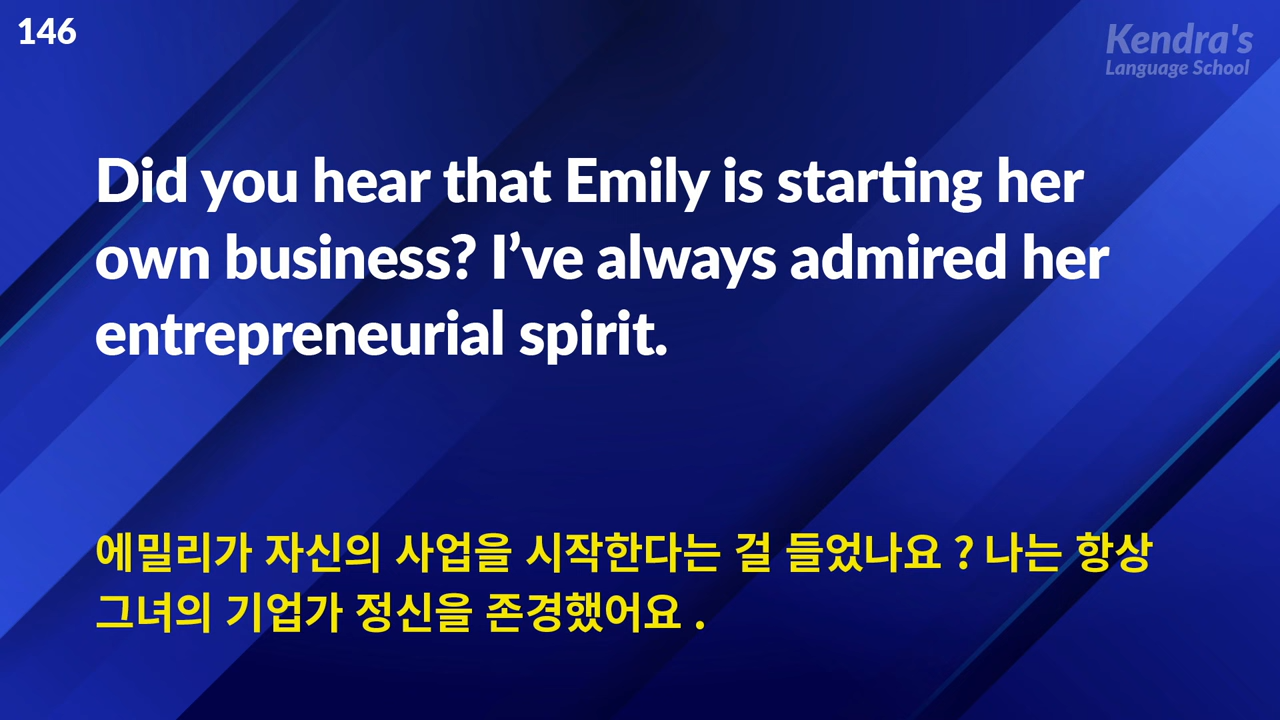 146
Kendra's
Language School
Did you hear that Emily is starting her
own business? I’ve always admired her
entrepreneurial spirit.
에밀리가 자신의 사업을 시작한다는 걸 들었나요 ? 나는 항상
그녀의 기업가 정신을 존경했어요 .